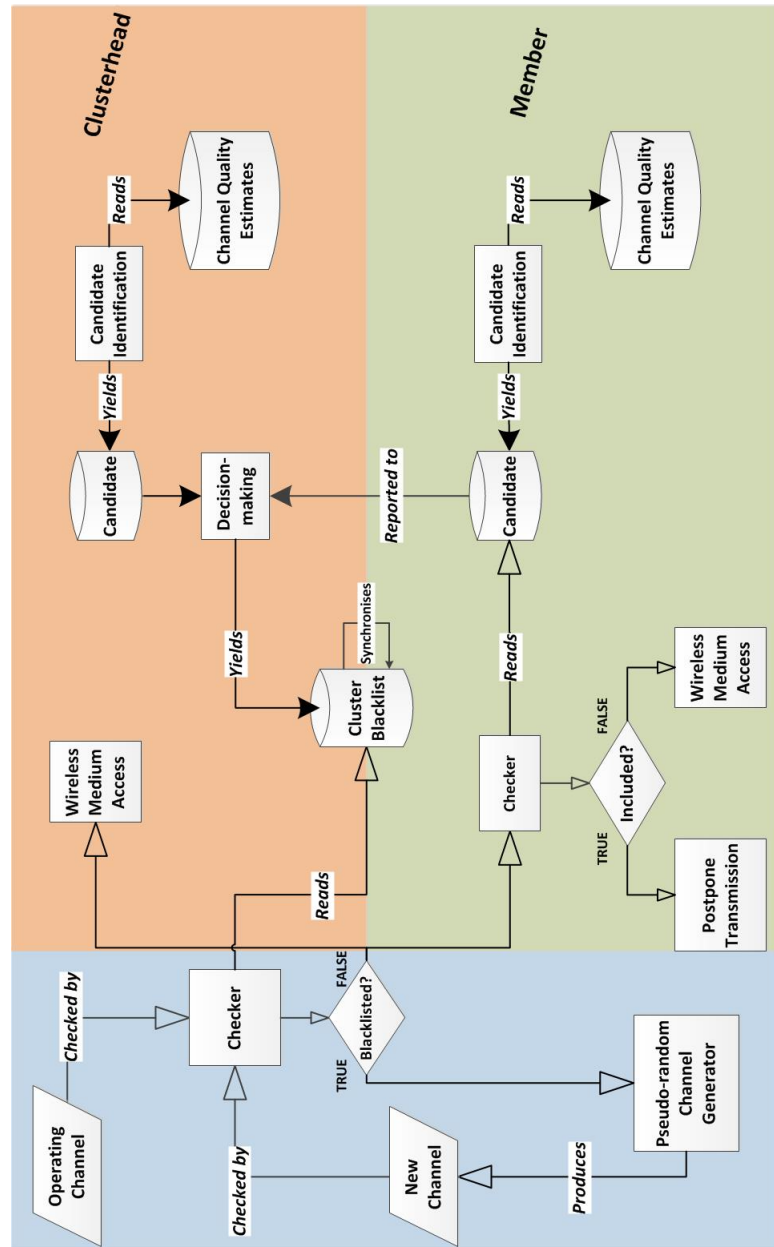 Operating
Channel
Checked by
Checker
Checked by
New
Channel
Produces
Pseudo-random
Channel
Generator
Blacklisted?
TRUE
FALSE
Clusterhead
Wireless
Medium
Access
Reads
Cluster
Blacklist
Synchronises
Yields
Decision-
making
Candidate
Yields
Candidate
Identification
Reads
Channel Quality
Estimates
Member
Reported to
Candidate
Yields
Candidate
Identification
Reads
Channel Quality
Estimates
Reads
Checker
Included?
TRUE
FALSE
Postpone
Transmission
Wireless
Medium
Access